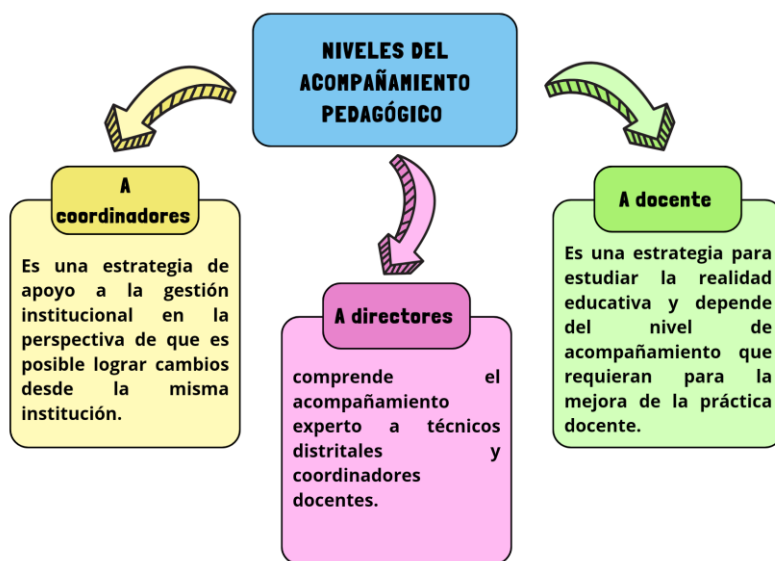 NIVELES DEL
ACOMPAÑAMIENTO
PEDAGÓGICO
A
coordinadores
Es una estrategia de
apoyo a la gestión
institucional en la
perspectiva de que es
posible lograr cambios
desde la misma
institución.
A directores
comprende el
acompañamiento
experto a técnicos
distritales y
coordinadores
docentes.
A docente
Es una estrategia para
estudiar la realidad
educativa y depende
del nivel de
acompañamiento que
requieran para la
mejora de la práctica
docente.